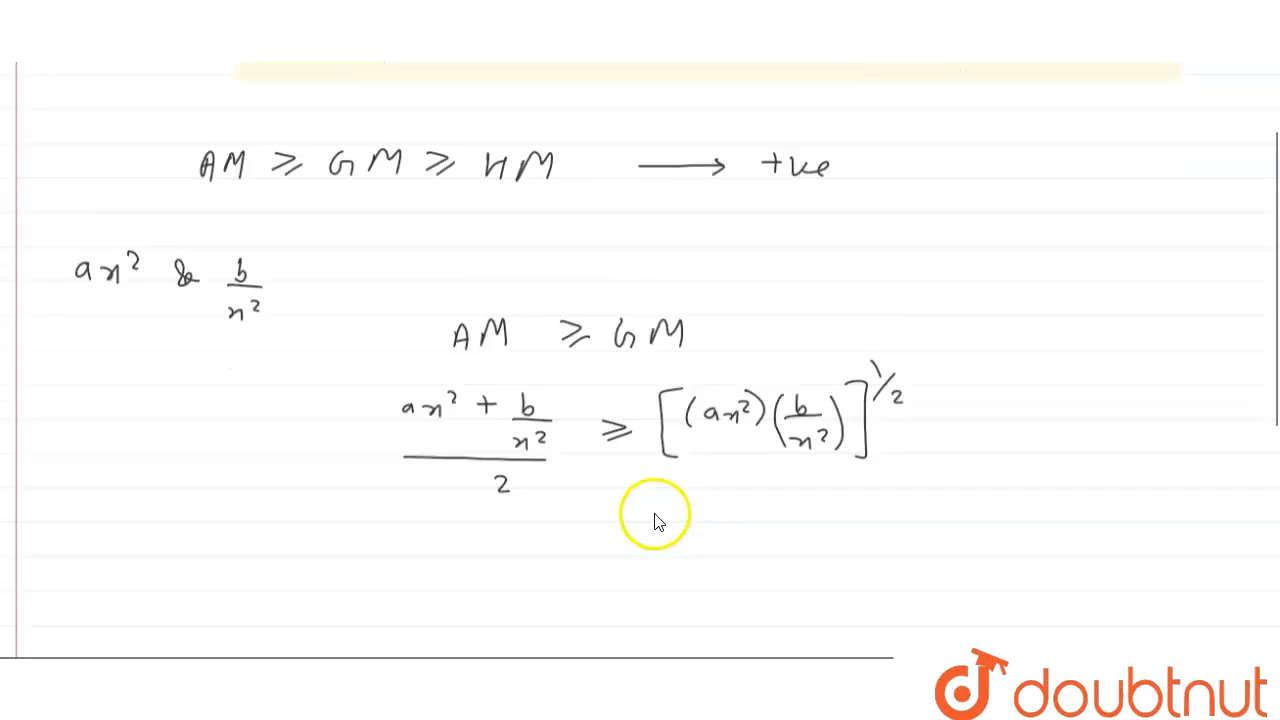 AM ≥ GM ≥ HM → +ve
ax² & b/x²
AM ≥ GM
(ax² + b/x²)/2 ≥ [(ax²)(b/x²)]^1/2
doubtnut